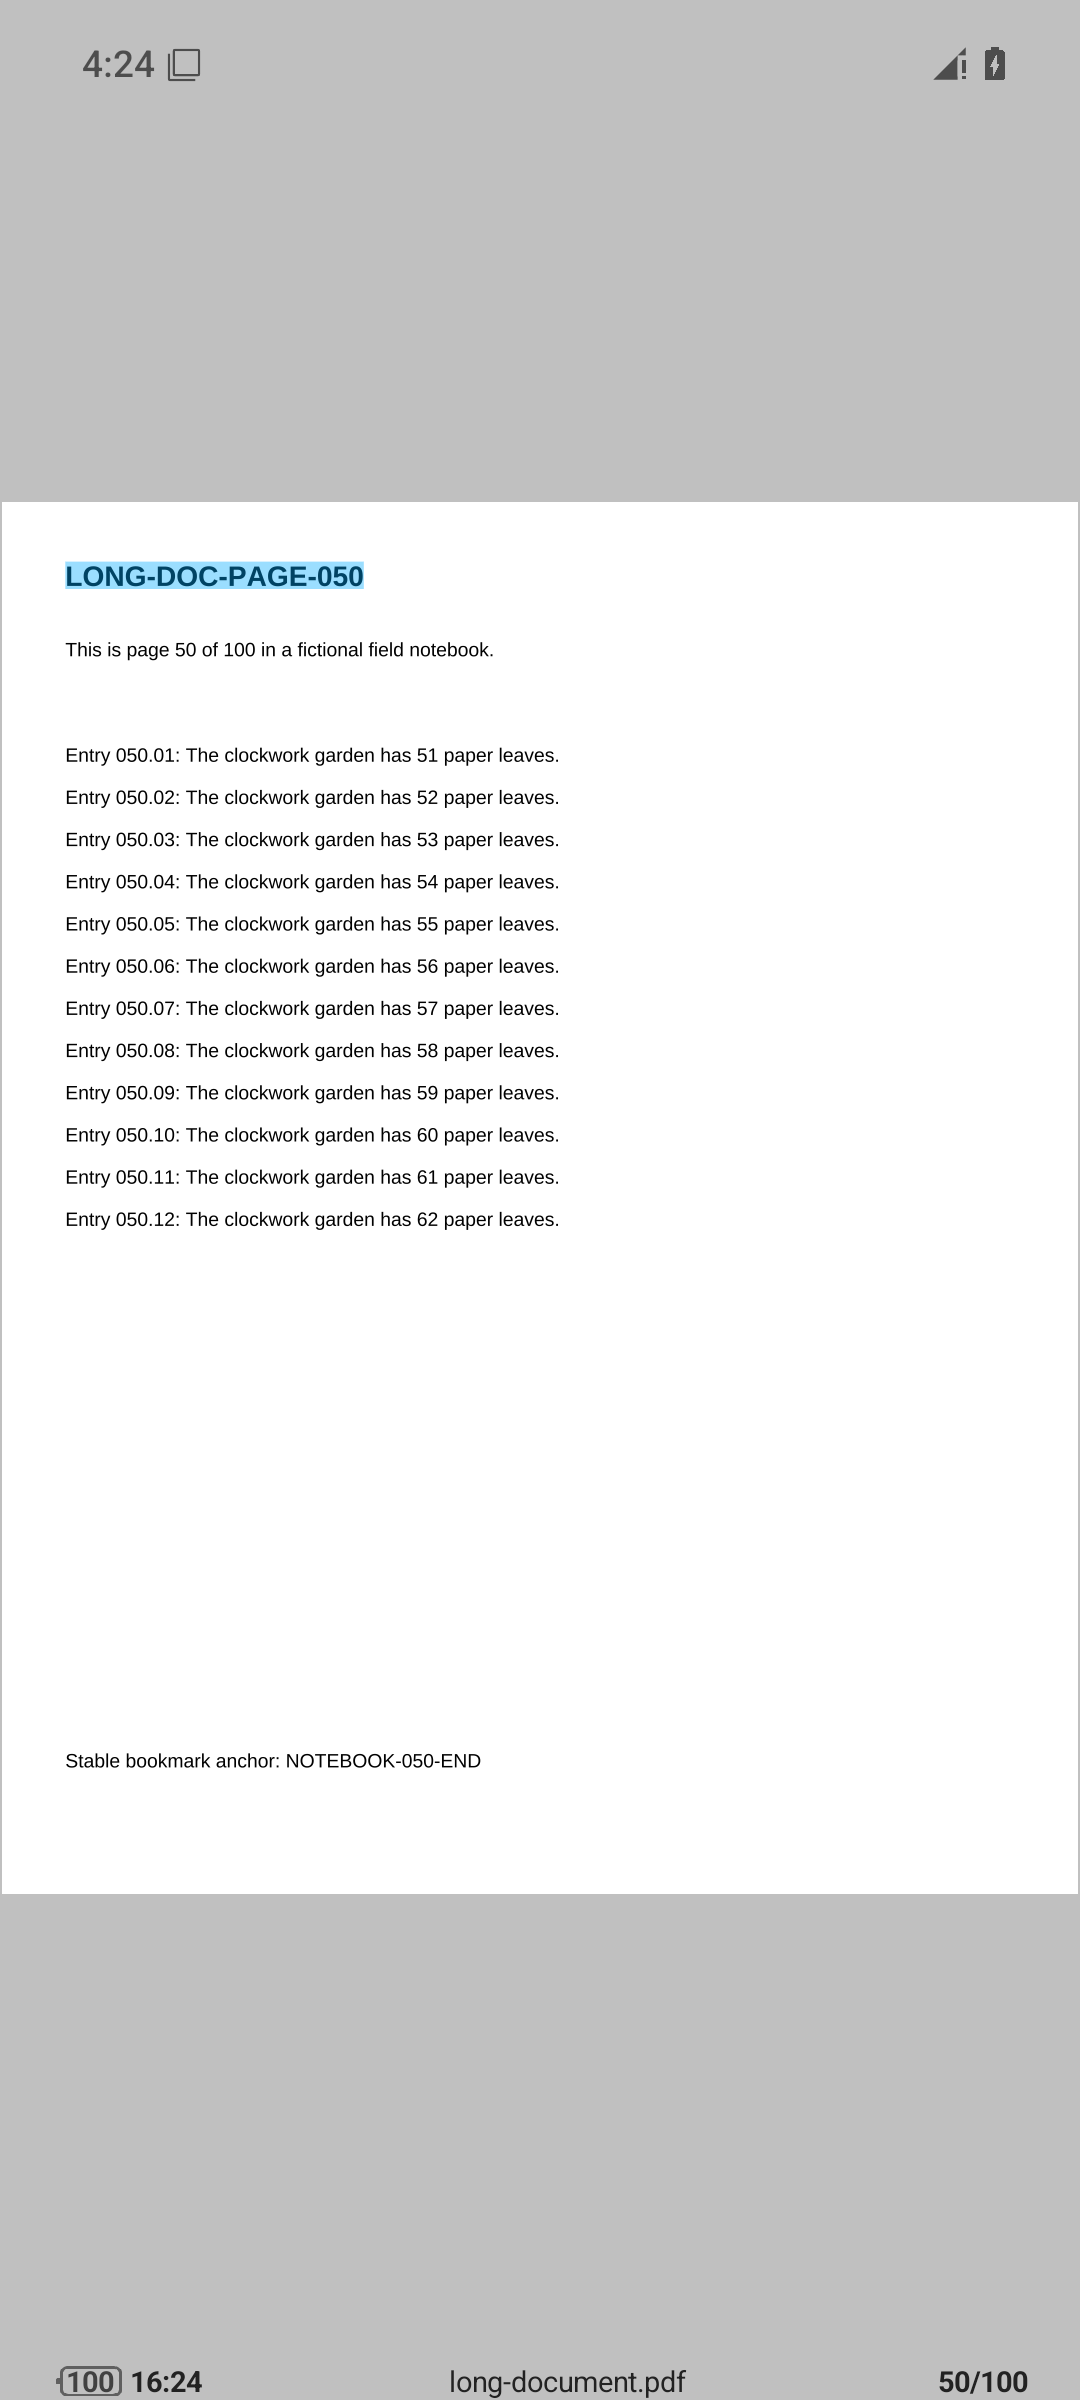 4:24
LONG-DOC-PAGE-050
This is page 50 of 100 in a fictional field notebook.
Entry 050.01: The clockwork garden has 51 paper leaves.
Entry 050.02: The clockwork garden has 52 paper leaves.
Entry 050.03: The clockwork garden has 53 paper leaves.
Entry 050.04: The clockwork garden has 54 paper leaves.
Entry 050.05: The clockwork garden has 55 paper leaves.
Entry 050.06: The clockwork garden has 56 paper leaves.
Entry 050.07: The clockwork garden has 57 paper leaves.
Entry 050.08: The clockwork garden has 58 paper leaves.
Entry 050.09: The clockwork garden has 59 paper leaves.
Entry 050.10: The clockwork garden has 60 paper leaves.
Entry 050.11: The clockwork garden has 61 paper leaves.
Entry 050.12: The clockwork garden has 62 paper leaves.
Stable bookmark anchor: NOTEBOOK-050-END
100 16:24 long-document.pdf 50/100